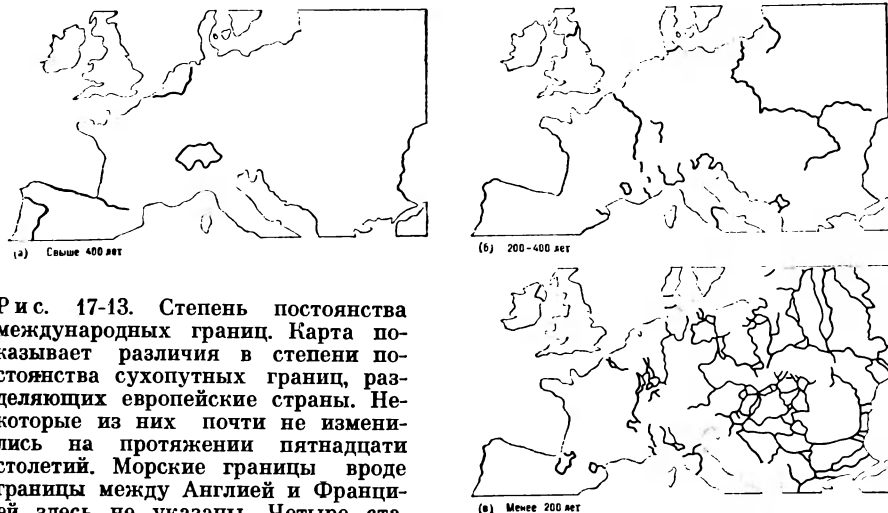 (а) Свыше 400 лет
(б) 200-400 лет
Рис. 17-13. Степень постоянства
международных границ. Карта по-
казывает различия в степени по-
стоянства сухопутных границ, раз-
деляющих европейские страны. Не-
которые из них почти не измени-
лись на протяжении пятнадцати
столетий. Морские границы вроде
границы между Англией и Франци-
ей здесь не указаны. Четыре ста-
(в) Менее 200 лет